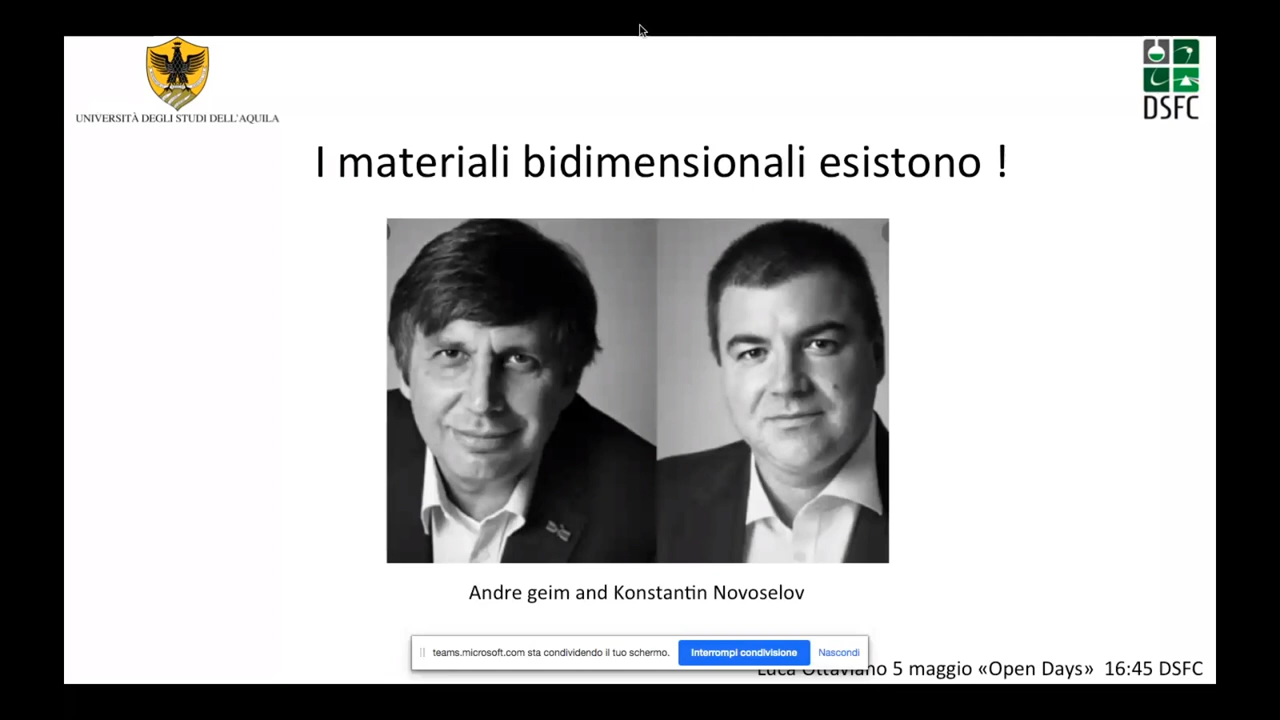 UNIVERSITÀ DEGLI STUDI DELL'AQUILA
DSFC
I materiali bidimensionali esistono !
Andre geim and Konstantin Novoselov
teams.microsoft.com sta condividendo il tuo schermo.
Interrompi condivisione
Nascondi
Luca Ottaviano 5 maggio «Open Days» 16:45 DSFC